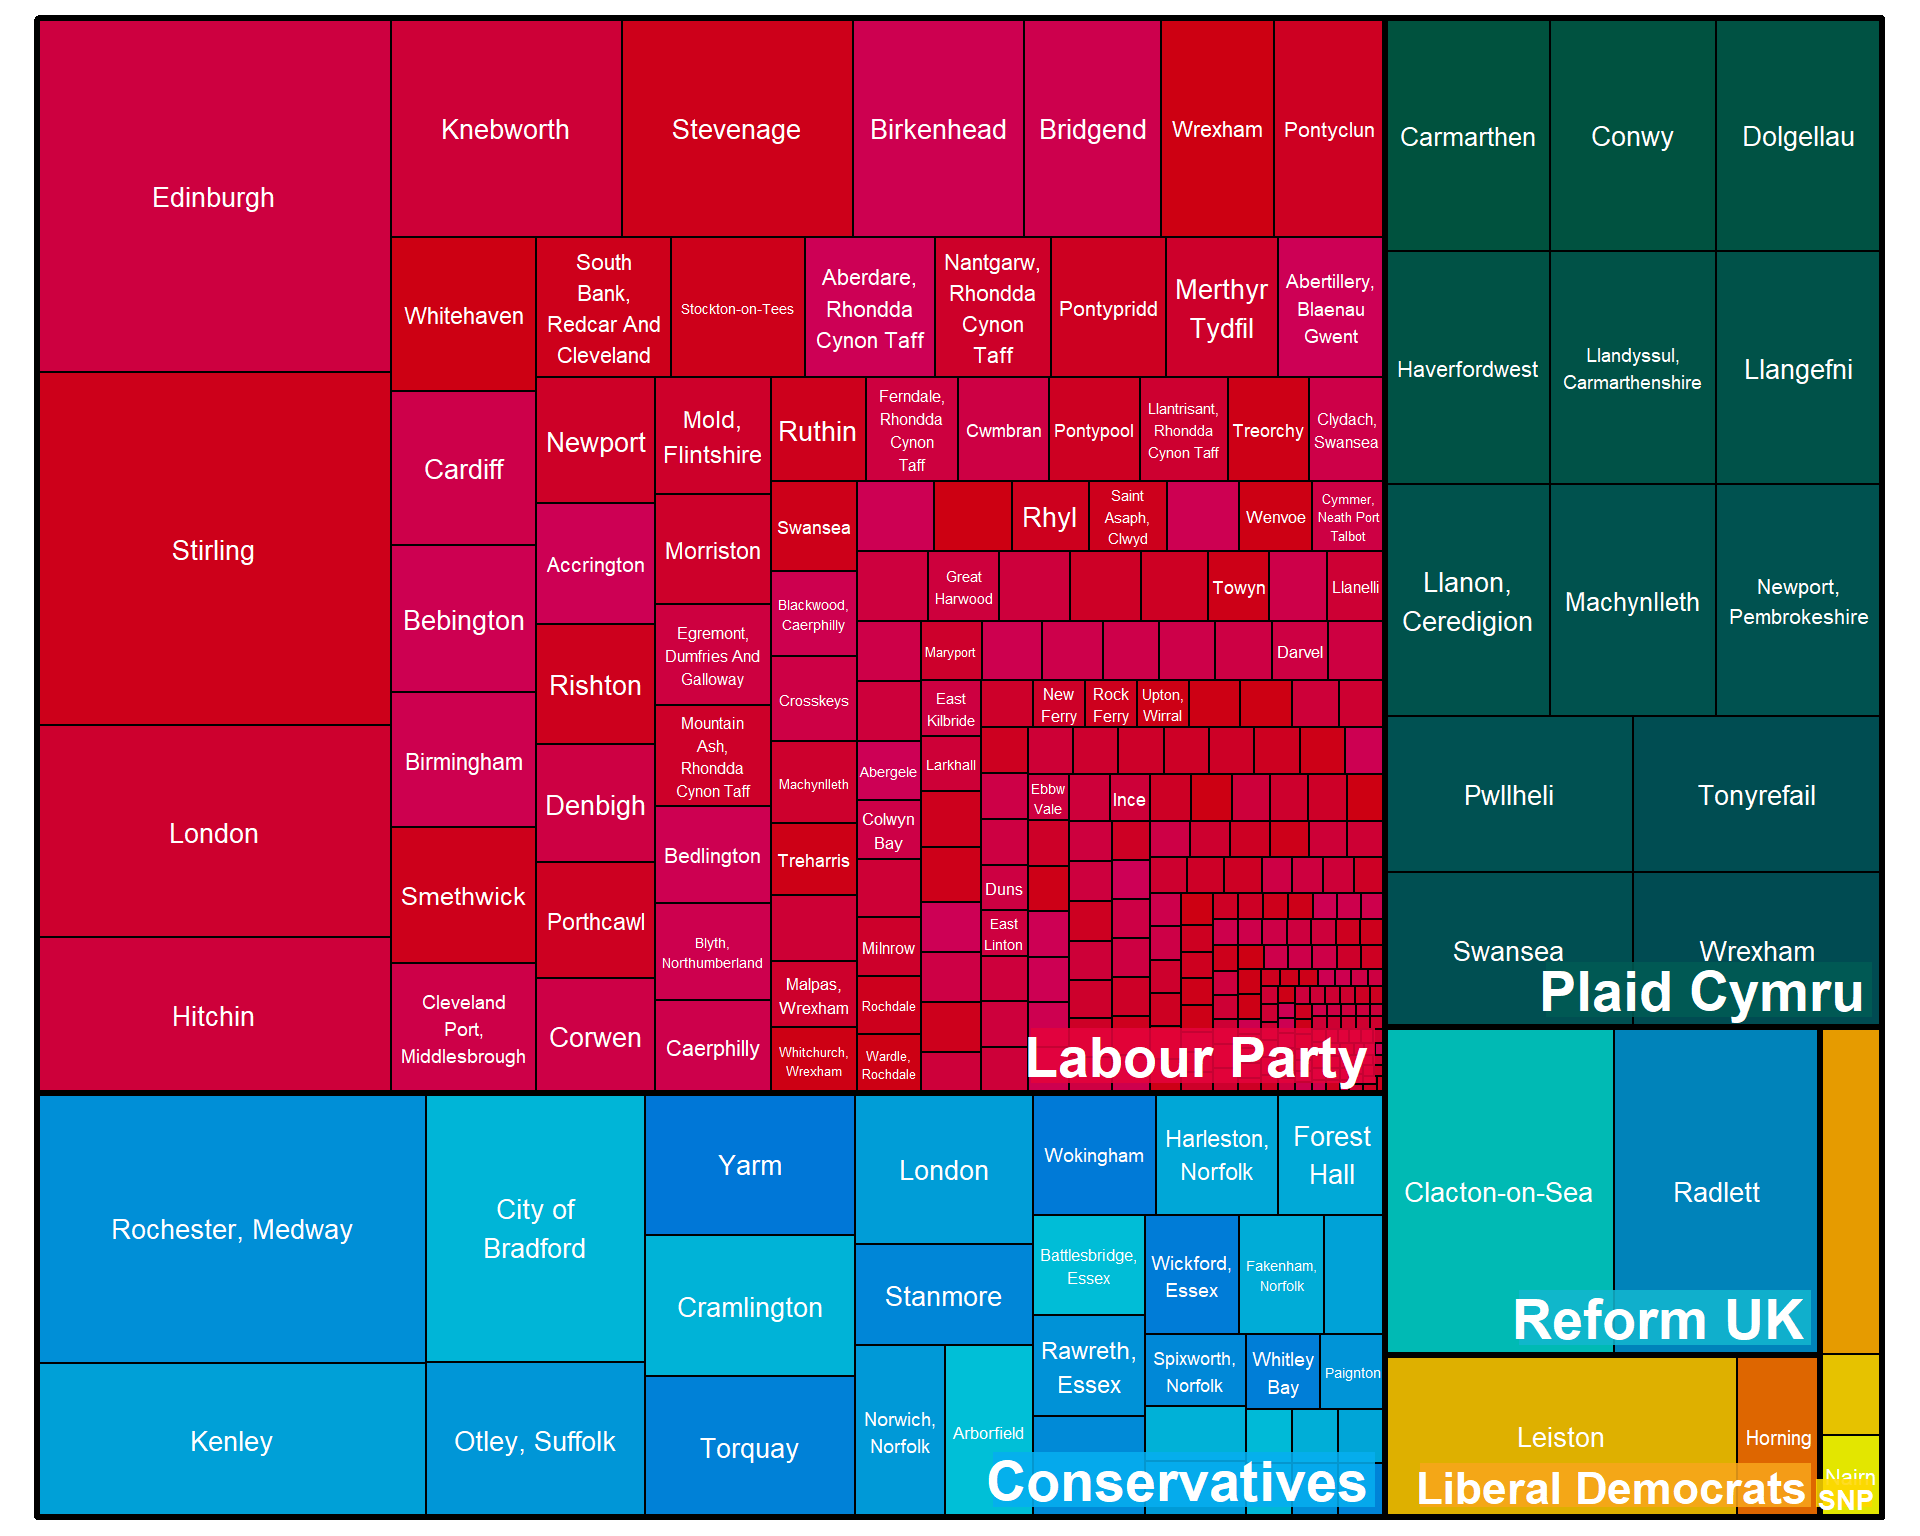 Edinburgh
Stirling
London
Hitchin
Knebworth
Stevenage
Birkenhead
Bridgend
Wrexham
Pontyclun
Whitehaven
South
Bank,
Redcar And
Cleveland
Stockton-on-Tees
Aberdare,
Rhondda
Cynon Taff
Nantgarw,
Rhondda
Cynon
Taff
Pontypridd
Merthyr
Tydfil
Abertillery,
Blaenau
Gwent
Cardiff
Bebington
Birmingham
Smethwick
Cleveland
Port,
Middlesbrough
Newport
Accrington
Rishton
Denbigh
Porthcawl
Corwen
Mold,
Flintshire
Morriston
Egremont,
Dumfries And
Galloway
Mountain
Ash,
Rhondda
Cynon Taff
Bedlington
Blyth,
Northumberland
Caerphilly
Ruthin
Ferndale,
Rhondda
Cynon
Taff
Cwmbran
Pontypool
Llantrisant,
Rhondda
Cynon Taff
Treorchy
Clydach,
Swansea
Swansea
Blackwood,
Caerphilly
Crosskeys
Machynlleth
Treharris
Malpas,
Wrexham
Whitchurch,
Wrexham
Rhyl
Saint
Asaph,
Clwyd
Wenvoe
Cymmer,
Neath Port
Talbot
Great
Harwood
Towyn
Llanelli
Maryport
Darvel
East
Kilbride
New
Ferry
Rock
Ferry
Upton,
Wirral
Abergele
Larkhall
Colwyn
Bay
Ebbw
Vale
Ince
Duns
East
Linton
Milnrow
Rochdale
Wardle,
Rochdale
Labour Party
Carmarthen
Conwy
Dolgellau
Haverfordwest
Llandyssul,
Carmarthenshire
Llangefni
Llanon,
Ceredigion
Machynlleth
Newport,
Pembrokeshire
Pwllheli
Tonyrefail
Swansea
Wrexham
Plaid Cymru
Rochester, Medway
Kenley
City of
Bradford
Otley, Suffolk
Yarm
Cramlington
Torquay
London
Stanmore
Norwich,
Norfolk
Arborfield
Wokingham
Harleston,
Norfolk
Forest
Hall
Battlesbridge,
Essex
Wickford,
Essex
Fakenham,
Norfolk
Rawreth,
Essex
Spixworth,
Norfolk
Whitley
Bay
Paignton
Conservatives
Clacton-on-Sea
Radlett
Reform UK
Leiston
Horning
Liberal Democrats
Nairn
SNP